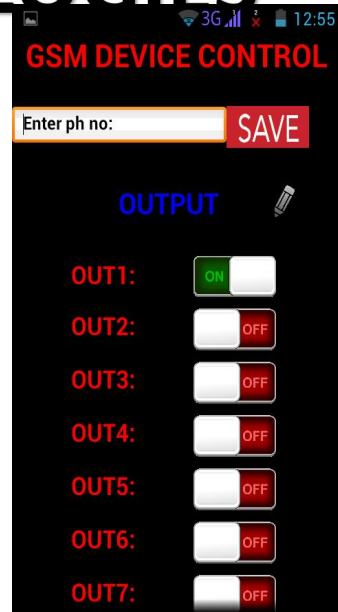 3G 12:55
GSM DEVICE CONTROL
Enter ph no: SAVE
OUTPUT
OUT1: ON
OUT2: OFF
OUT3: OFF
OUT4: OFF
OUT5: OFF
OUT6: OFF
OUT7: OFF